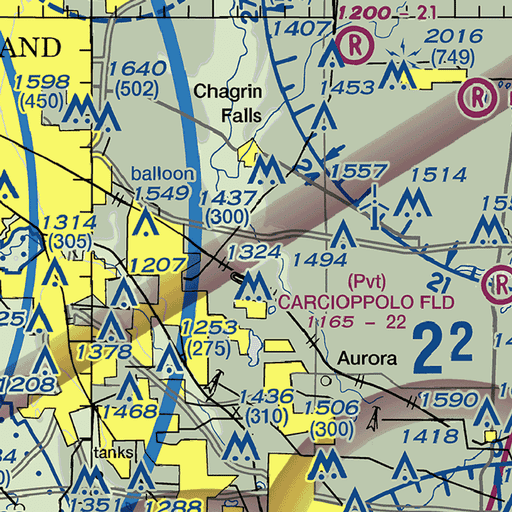 1200 - 21
1407
R
2016
(749)
AND
1598
(450)
1640
(502)
Chagrin
Falls
1453
R
balloon
1549
1437
(300)
1557
21
1514
1314
(305)
1207
1324
1494
21
(Pvt)
CARCIOPPOLO FLD
1165 - 22
R
1253
(275)
1378
1208
22
Aurora
1468
1436
(310)
1506
(300)
1590
1418
tanks
1351
1288